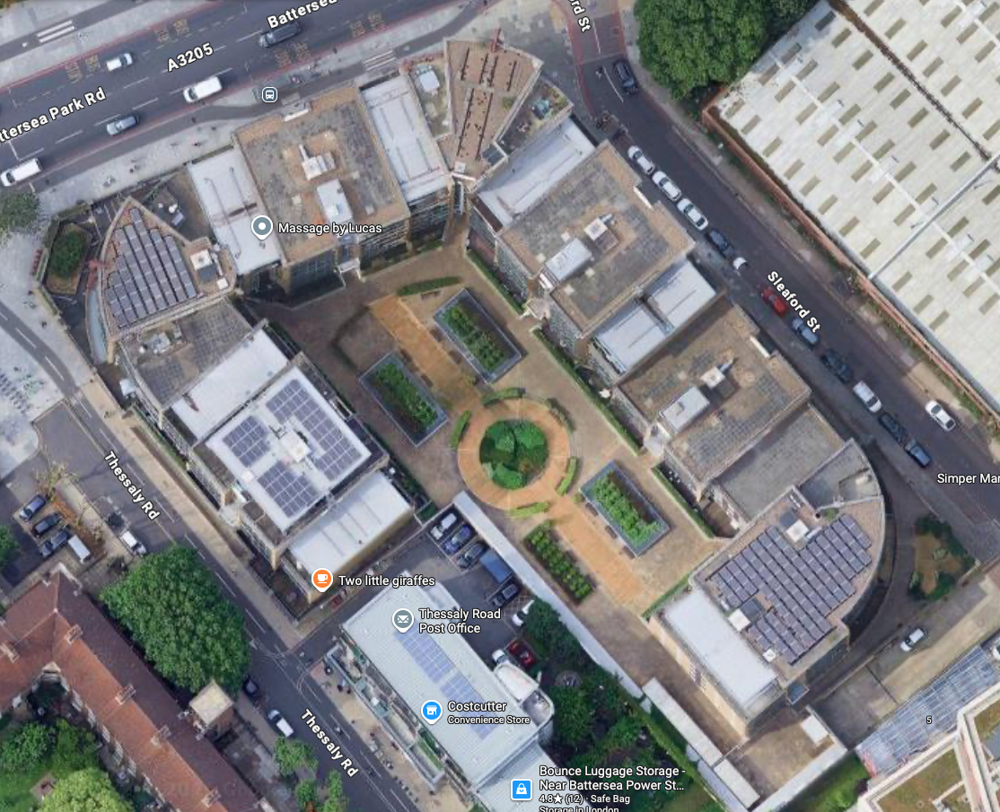 Battersea
rd St
A3205
ttersea Park Rd
Massage by Lucas
Sleaford St
Simper Mar
Thessaly Rd
Two little giraffes
Thessaly Road
Post Office
Costcutter
Convenience Store
5
Thessaly Rd
Bounce Luggage Storage -
Near Battersea Power St...
4.8★ (12) · Safe Bag
Storage in London